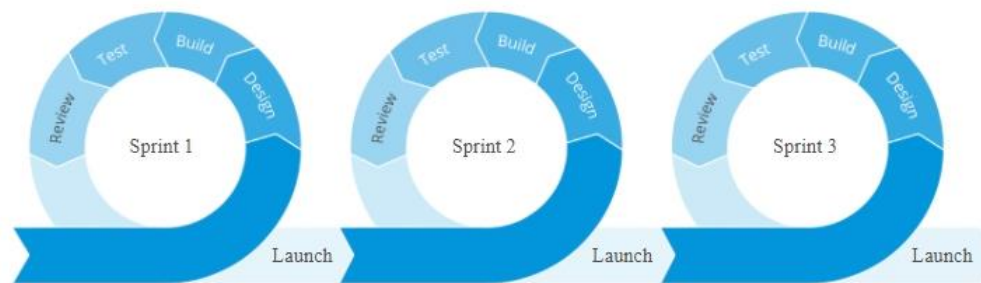 Test
Build
Design
Review
Sprint 1
Launch
Test
Build
Design
Review
Sprint 2
Launch
Test
Build
Design
Review
Sprint 3
Launch